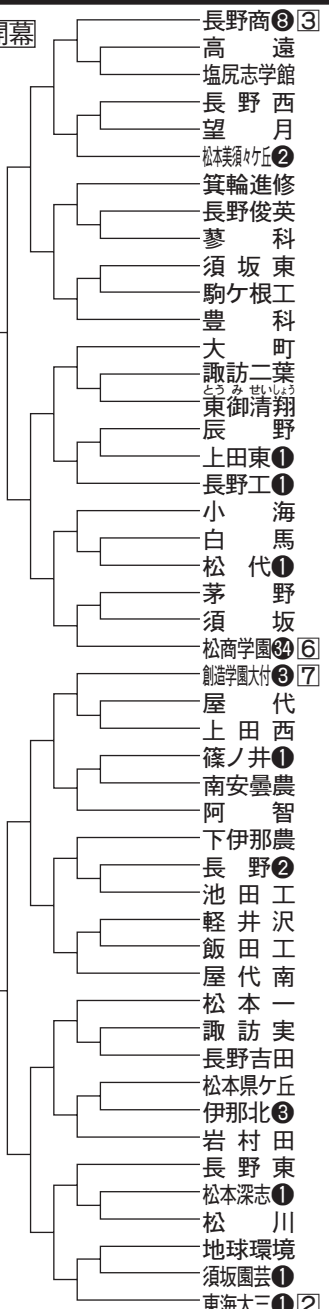 開幕
長野商❽3
高遠
塩尻志学館
長野西
望月
松本美須々ケ丘❷
箕輪進修
長野俊英
蓼科
須坂東
駒ケ根工
豊科
大町
諏訪二葉
とうみせいしょう
東御清翔
辰野
上田東❶
長野工❶
小海
白馬
松代❶
茅野
須坂
松商学園㉞6
創造学園大付❸7
屋代
上田西
篠ノ井❶
南安曇農
阿智
下伊那農
長野❷
池田工
軽井沢
飯田工
屋代南
松本一
諏訪実
長野吉田
松本県ケ丘
伊那北❸
岩村田
長野東
松本深志❶
松川
地球環境
須坂園芸❶
東海大三❶2